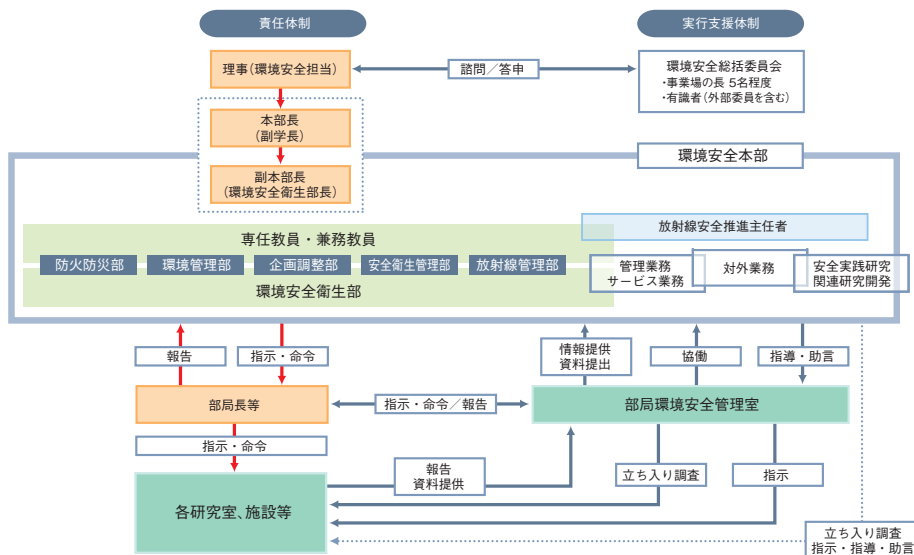 責任体制
実行支援体制
理事(環境安全担当)
諮問/答申
環境安全総括委員会
・事業場の長 5名程度
・有識者(外部委員を含む)
本部長
(副学長)
環境安全本部
副本部長
(環境安全衛生部長)
放射線安全推進主任者
専任教員・兼務教員
防火防災部
環境管理部
企画調整部
安全衛生管理部
放射線管理部
管理業務
サービス業務
対外業務
安全実践研究
関連研究開発
環境安全衛生部
報告
指示・命令
情報提供
資料提出
協働
指導・助言
部局長等
指示・命令/報告
部局環境安全管理室
指示・命令
報告
資料提供
立ち入り調査
指示
各研究室、施設等
立ち入り調査
指示・指導・助言